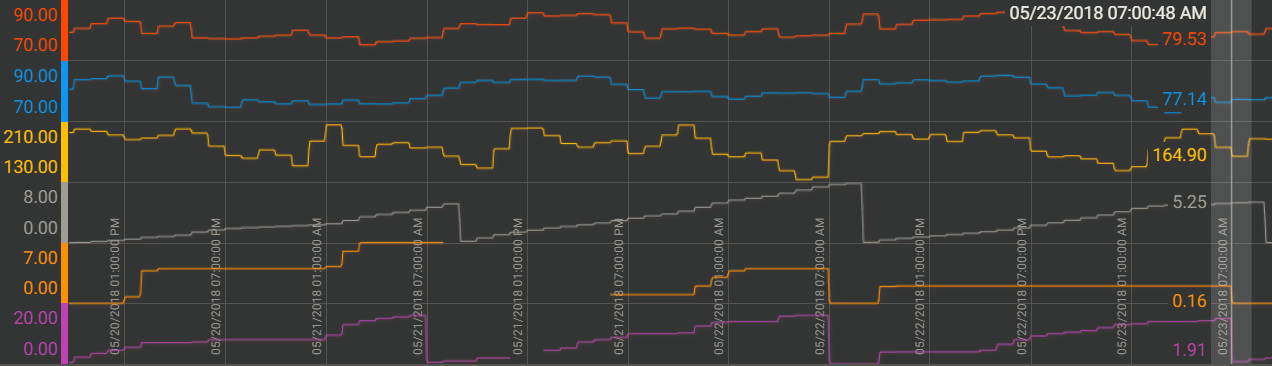 05/23/2018 07:00:48 AM
90.00
70.00
79.53
90.00
70.00
77.14
210.00
130.00
164.90
8.00
0.00
5.25
7.00
0.00
0.16
20.00
0.00
1.91
05/20/2018 01:00:00 PM
05/20/2018 07:00:00 PM
05/21/2018 01:00:00 AM
05/21/2018 07:00:00 AM
05/21/2018 01:00:00 PM
05/21/2018 07:00:00 PM
05/22/2018 01:00:00 AM
05/22/2018 07:00:00 AM
05/22/2018 01:00:00 PM
05/22/2018 07:00:00 PM
05/23/2018 01:00:00 AM
05/23/2018 07:00:00 AM